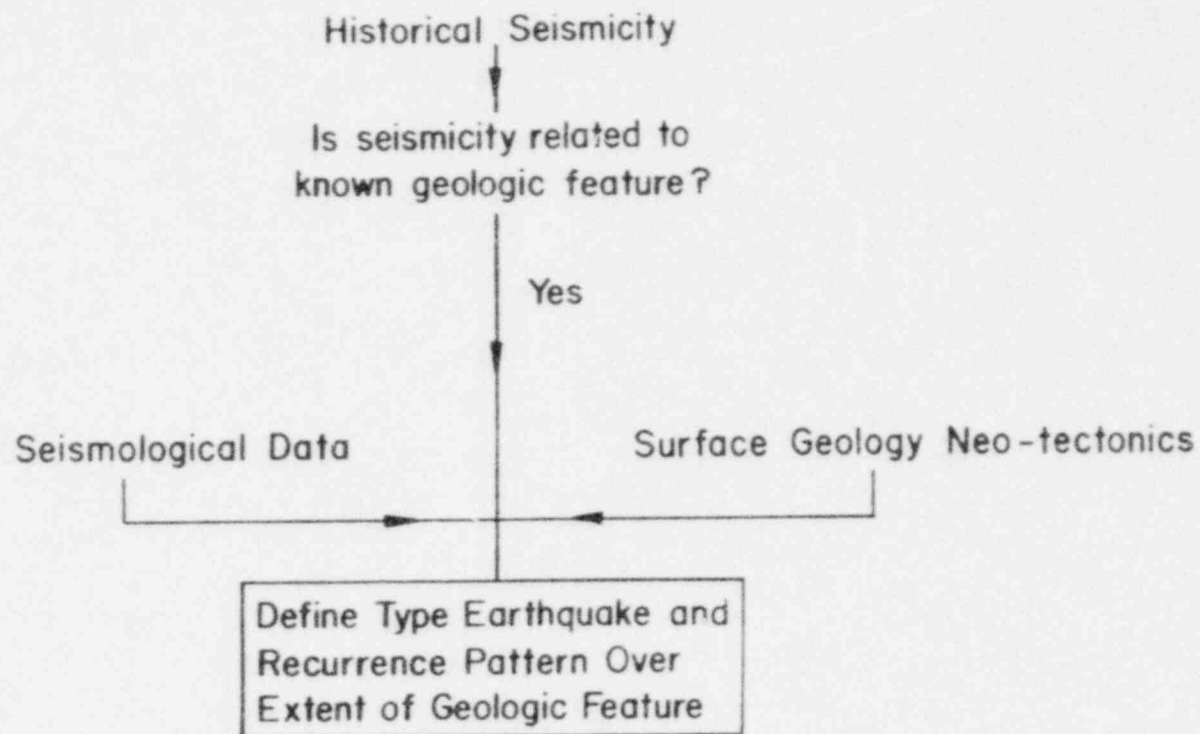 Historical Seismicity
Is seismicity related to
known geologic feature?
Yes
Seismological Data
Surface Geology Neo-tectonics
Define Type Earthquake and
Recurrence Pattern Over
Extent of Geologic Feature